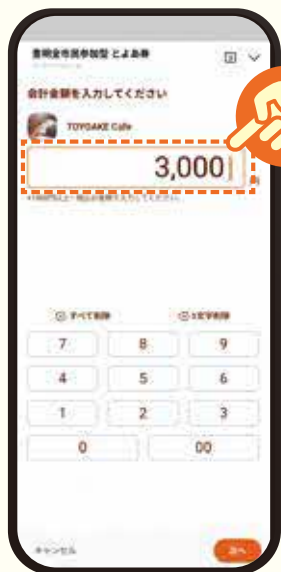 豊明全市民参加型 とよあ券
会計金額を入力してください
TOYOAKE Cafe
3,000
円
すべて削除
1文字削除
7
8
9
4
5
6
1
2
3
0
00
キャンセル
次へ